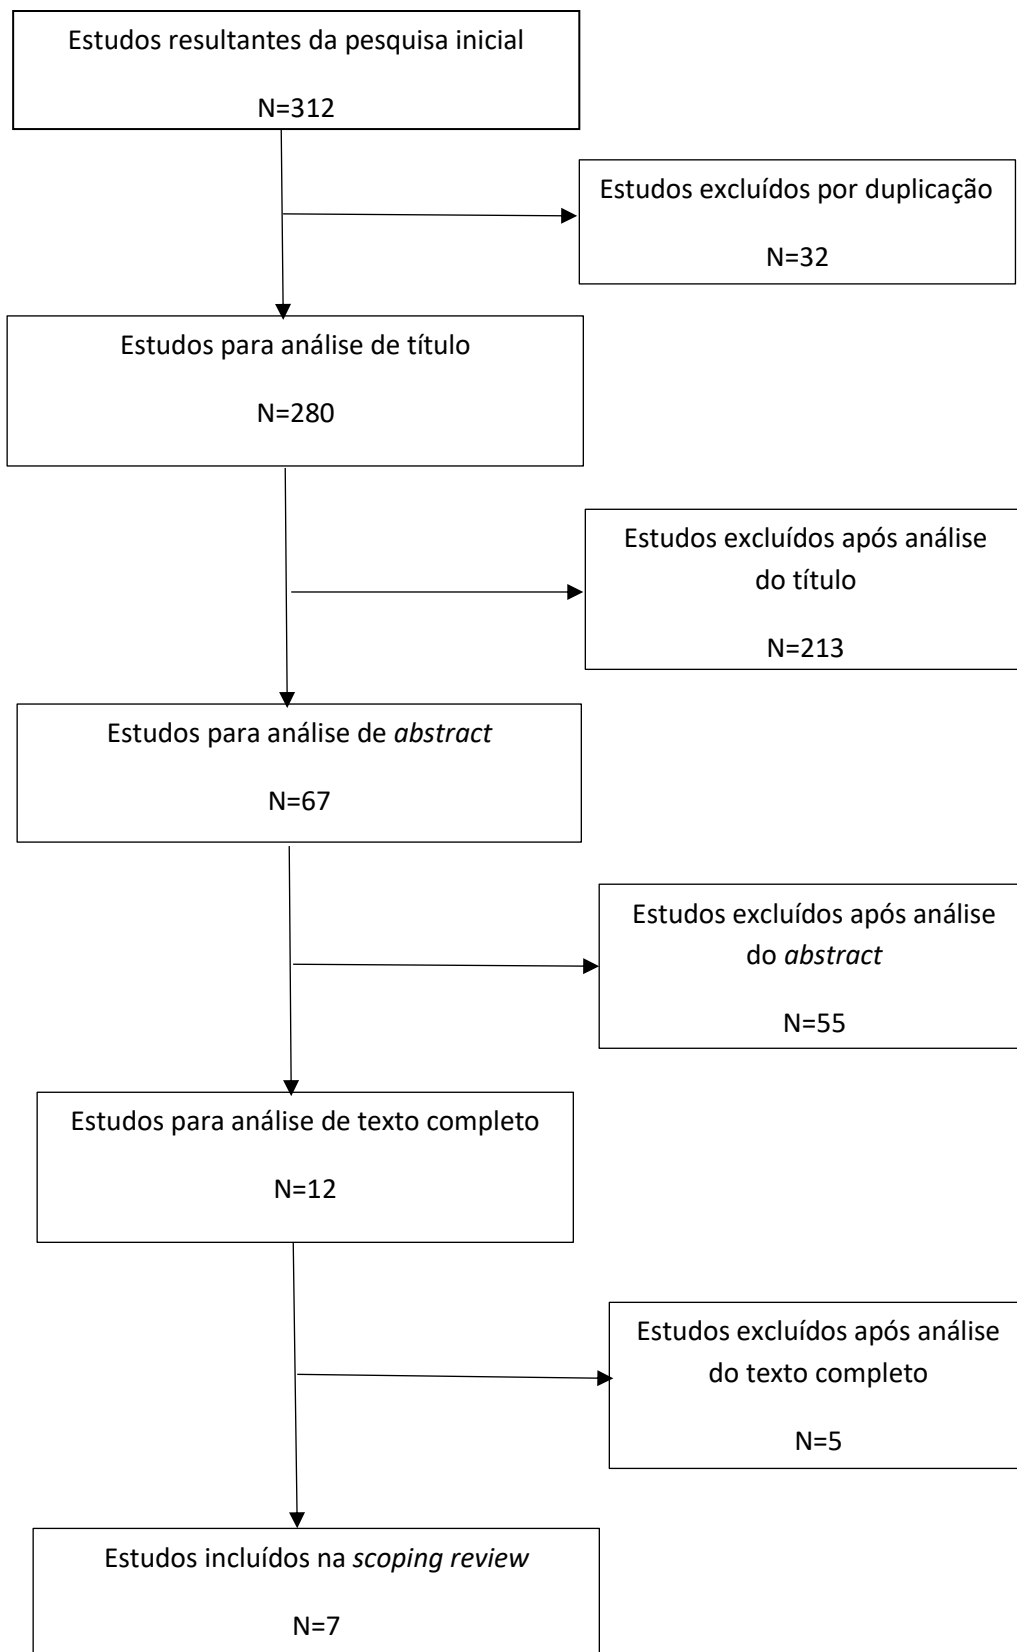 Estudos resultantes da pesquisa inicial
N=312
Estudos excluídos por duplicação
N=32
Estudos para análise de título
N=280
Estudos excluídos após análise
do título
N=213
Estudos para análise de abstract
N=67
Estudos excluídos após análise
do abstract
N=55
Estudos para análise de texto completo
N=12
Estudos excluídos após análise
do texto completo
N=5
Estudos incluídos na scoping review
N=7